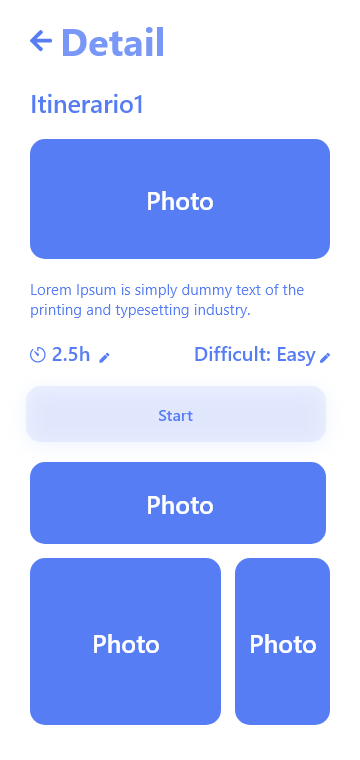 Detail
Itinerario1
Photo
Lorem Ipsum is simply dummy text of the
printing and typesetting industry.
2.5h Difficult: Easy
Start
Photo
Photo Photo